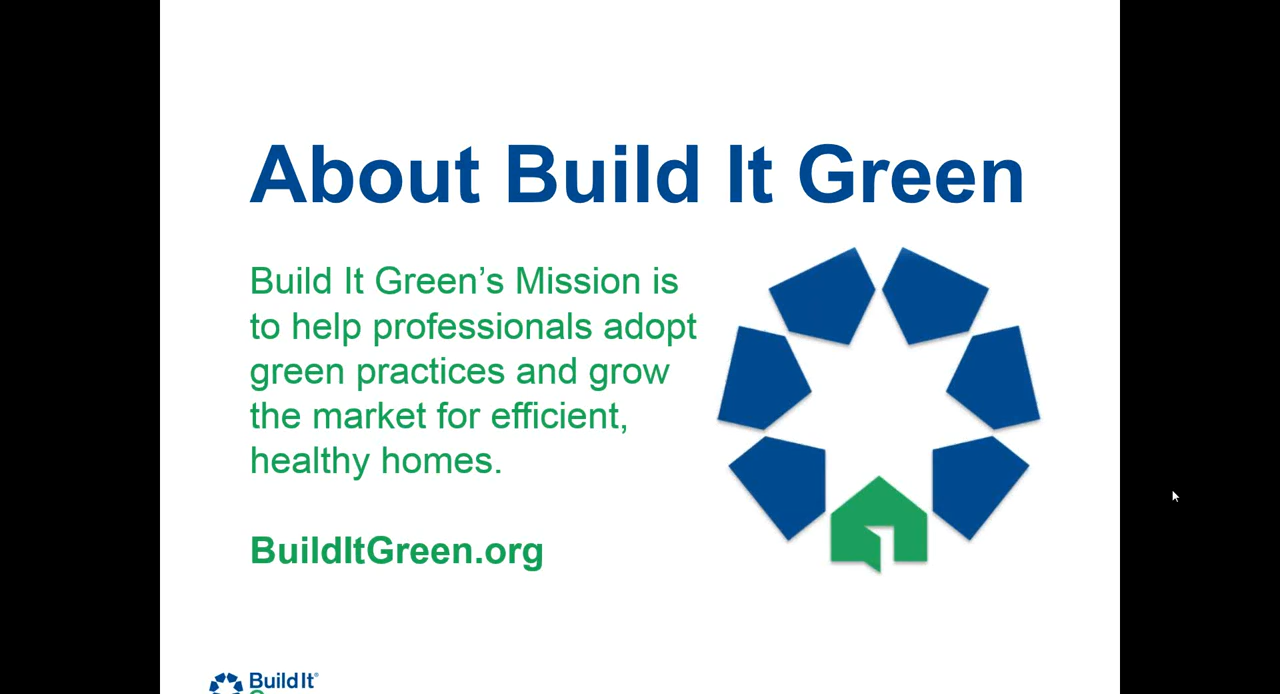 About Build It Green
Build It Green’s Mission is
to help professionals adopt
green practices and grow
the market for efficient,
healthy homes.
BuildItGreen.org
Build It®